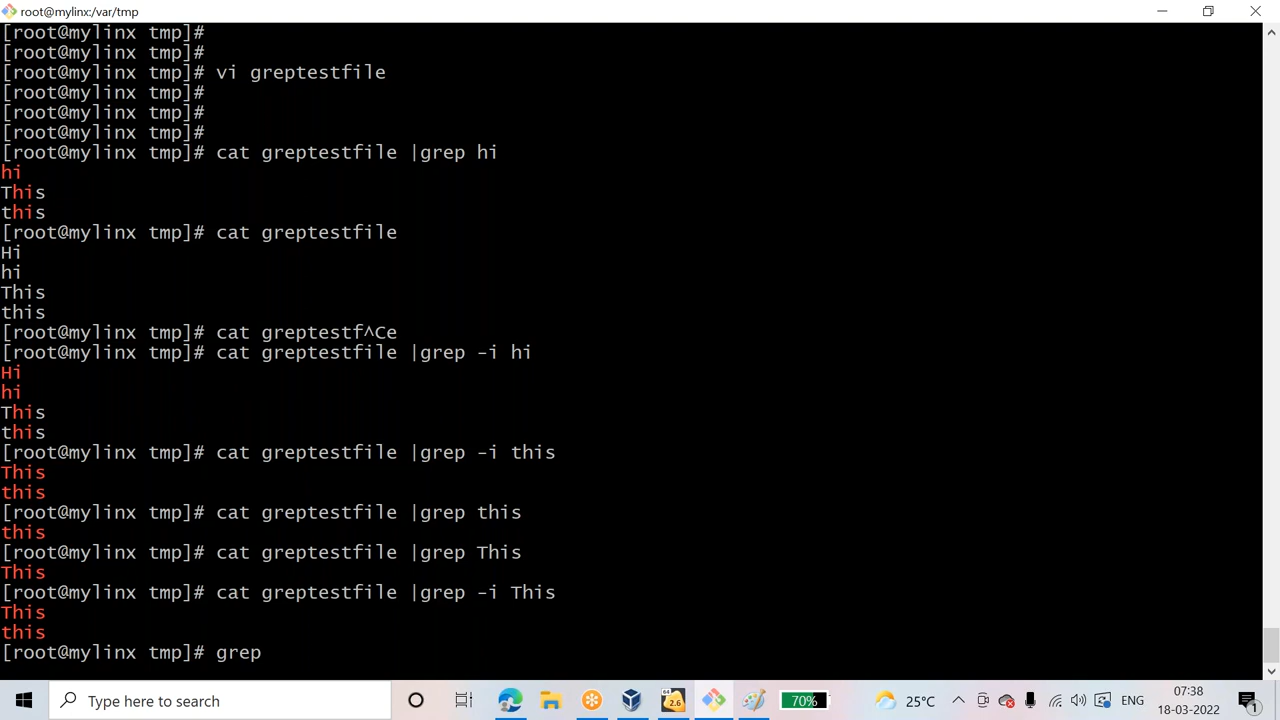 root@mylinx:/var/tmp
[root@mylinx tmp]#
[root@mylinx tmp]#
[root@mylinx tmp]# vi greptestfile
[root@mylinx tmp]#
[root@mylinx tmp]#
[root@mylinx tmp]#
[root@mylinx tmp]# cat greptestfile |grep hi
hi
This
this
[root@mylinx tmp]# cat greptestfile
Hi
hi
This
this
[root@mylinx tmp]# cat greptestf^Ce
[root@mylinx tmp]# cat greptestfile |grep -i hi
Hi
hi
This
this
[root@mylinx tmp]# cat greptestfile |grep -i this
This
this
[root@mylinx tmp]# cat greptestfile |grep this
this
[root@mylinx tmp]# cat greptestfile |grep This
This
[root@mylinx tmp]# cat greptestfile |grep -i This
This
this
[root@mylinx tmp]# grep
Type here to search
64
2.6
70%
25°C
ENG
07:38
18-03-2022
1